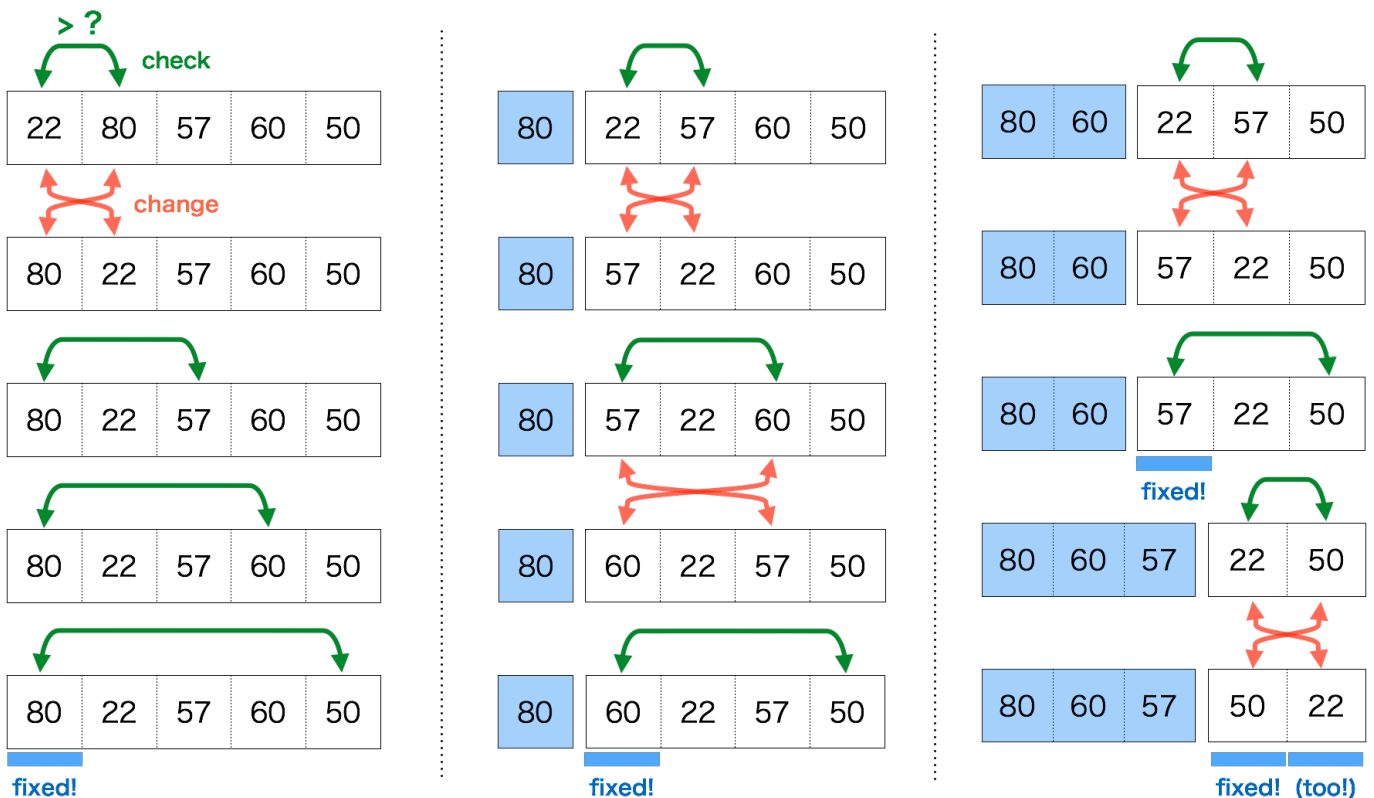 > ?
check
22 80 57 60 50
change
80 22 57 60 50
80 22 57 60 50
80 22 57 60 50
80 22 57 60 50
fixed!
80 22 57 60 50
80 57 22 60 50
80 57 22 60 50
80 60 22 57 50
80 60 22 57 50
fixed!
80 60 22 57 50
80 60 57 22 50
80 60 57 22 50
fixed!
80 60 57 22 50
80 60 57 50 22
fixed! (too!)